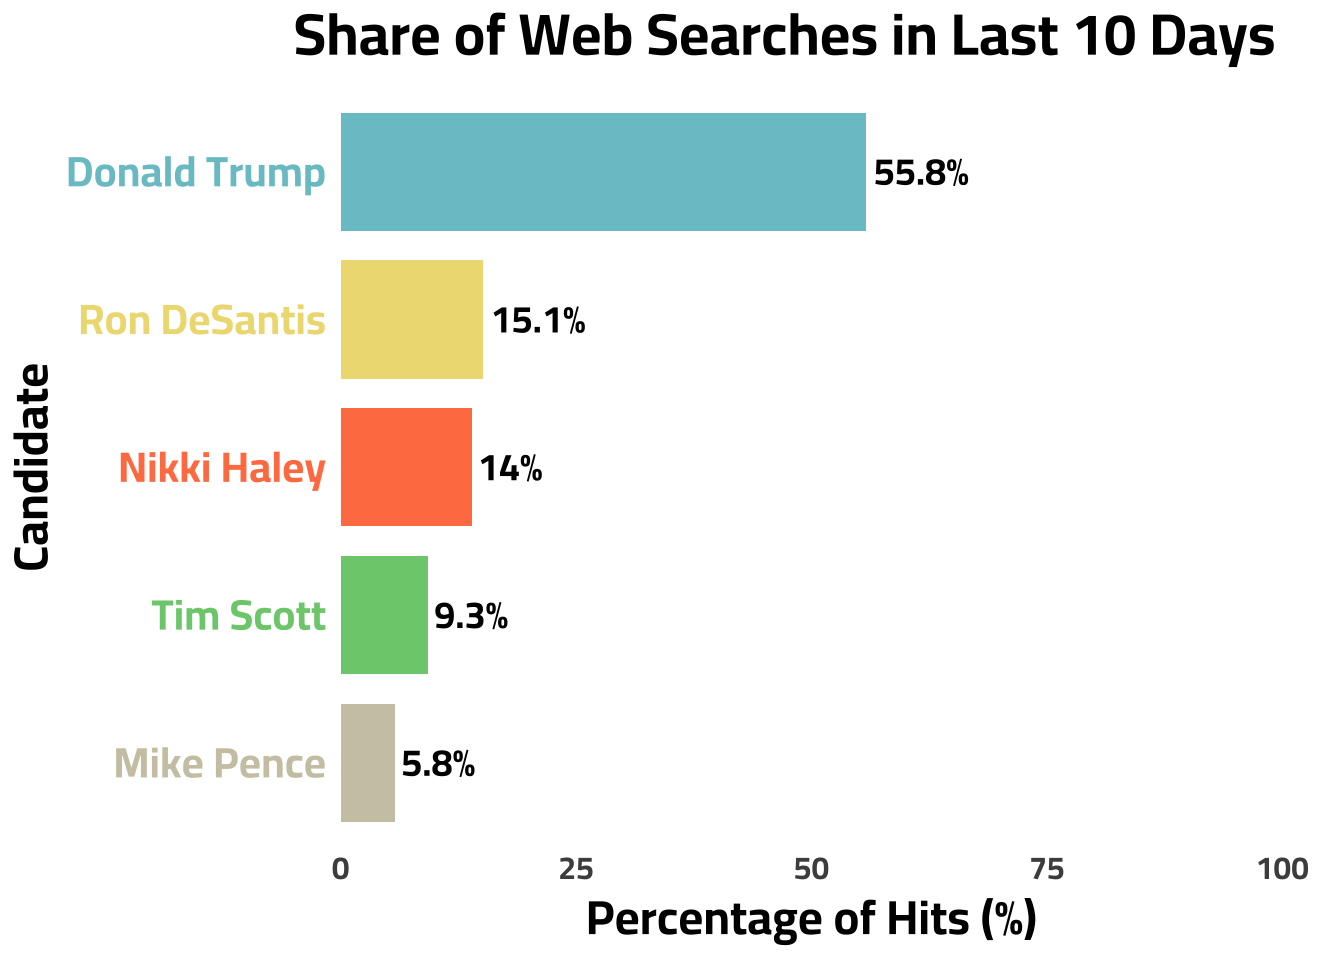 Share of Web Searches in Last 10 Days
Donald Trump 55.8%
Ron DeSantis 15.1%
Nikki Haley 14%
Tim Scott 9.3%
Mike Pence 5.8%
Candidate
0 25 50 75 100
Percentage of Hits (%)